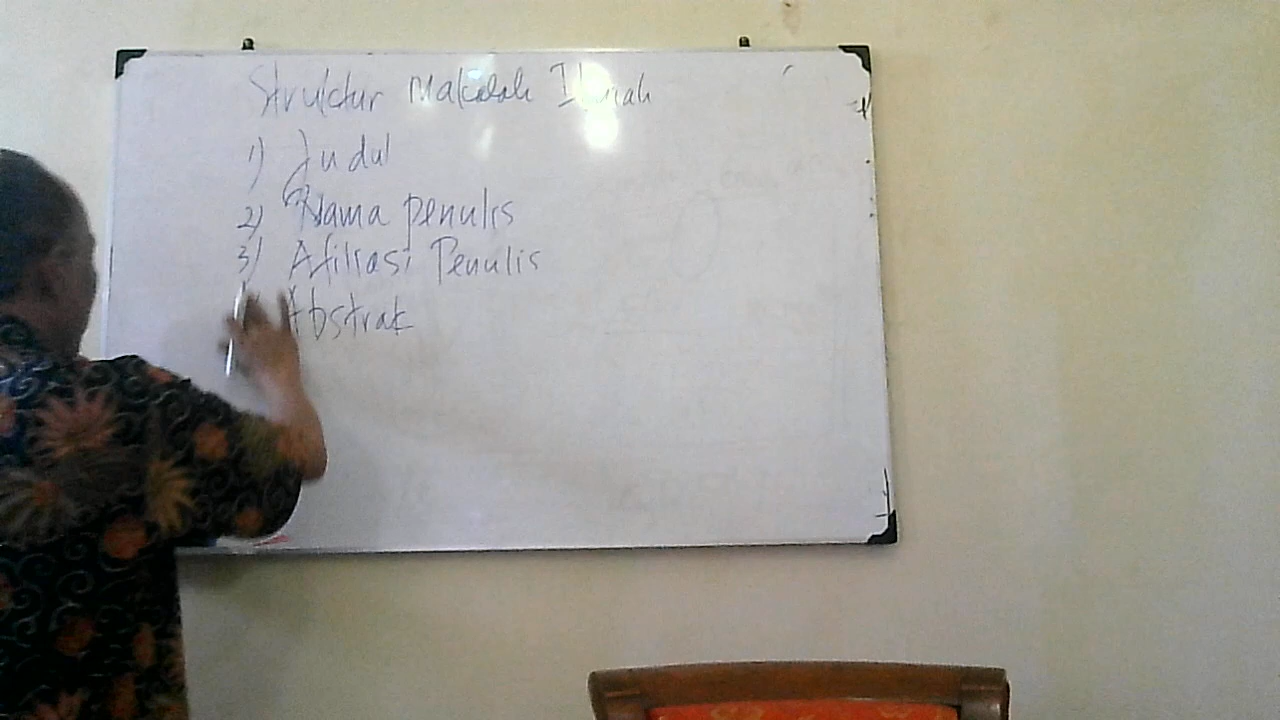 Struktur Makalah Ilmiah
1) Judul
2) Nama penulis
3) Afiliasi Penulis
Abstrak